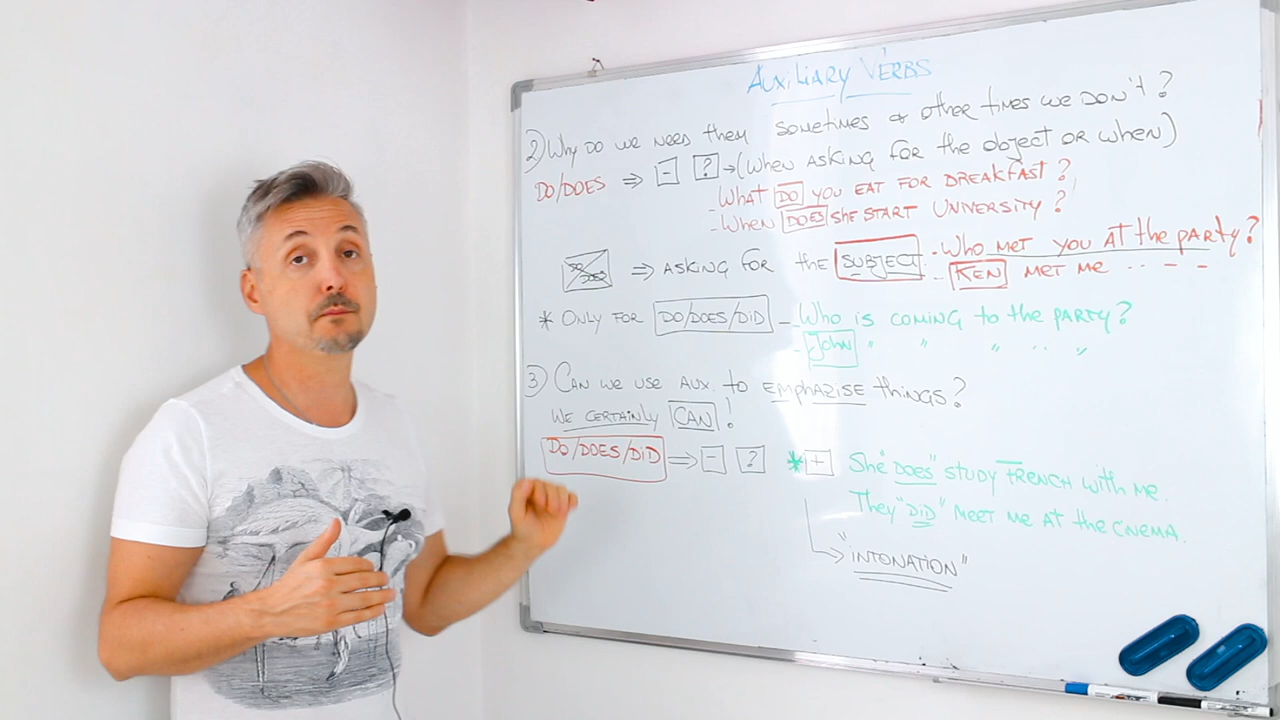 AUXILIARY VERBS
2) WHY DO WE NEED them SOMETIMES & other times WE DON't?
DO/DOES ⇒ - ? → (WHEN ASKING FOR the OBJECT OR WHEN)
- WHAT DO YOU EAT FOR BREAKFAST?
- WHEN DOES SHE START UNIVERSITY?
DO/DOES ⇒ ASKING FOR the SUBJECT · WHO MET YOU AT the PARTY?
- KEN MET ME -- - -
* ONLY FOR DO/DOES/DID - WHO IS COMING to the PARTY?
- JOHN " " " " "
3) CAN WE USE AUX. to EMPHAZISE things?
WE CERTAINLY CAN!
DO/DOES/DID ⇒ - ? * + She "DOES" STUDY FRENCH WITH ME.
They "DID" MEET ME AT the CNEMA.
"INTONATION"